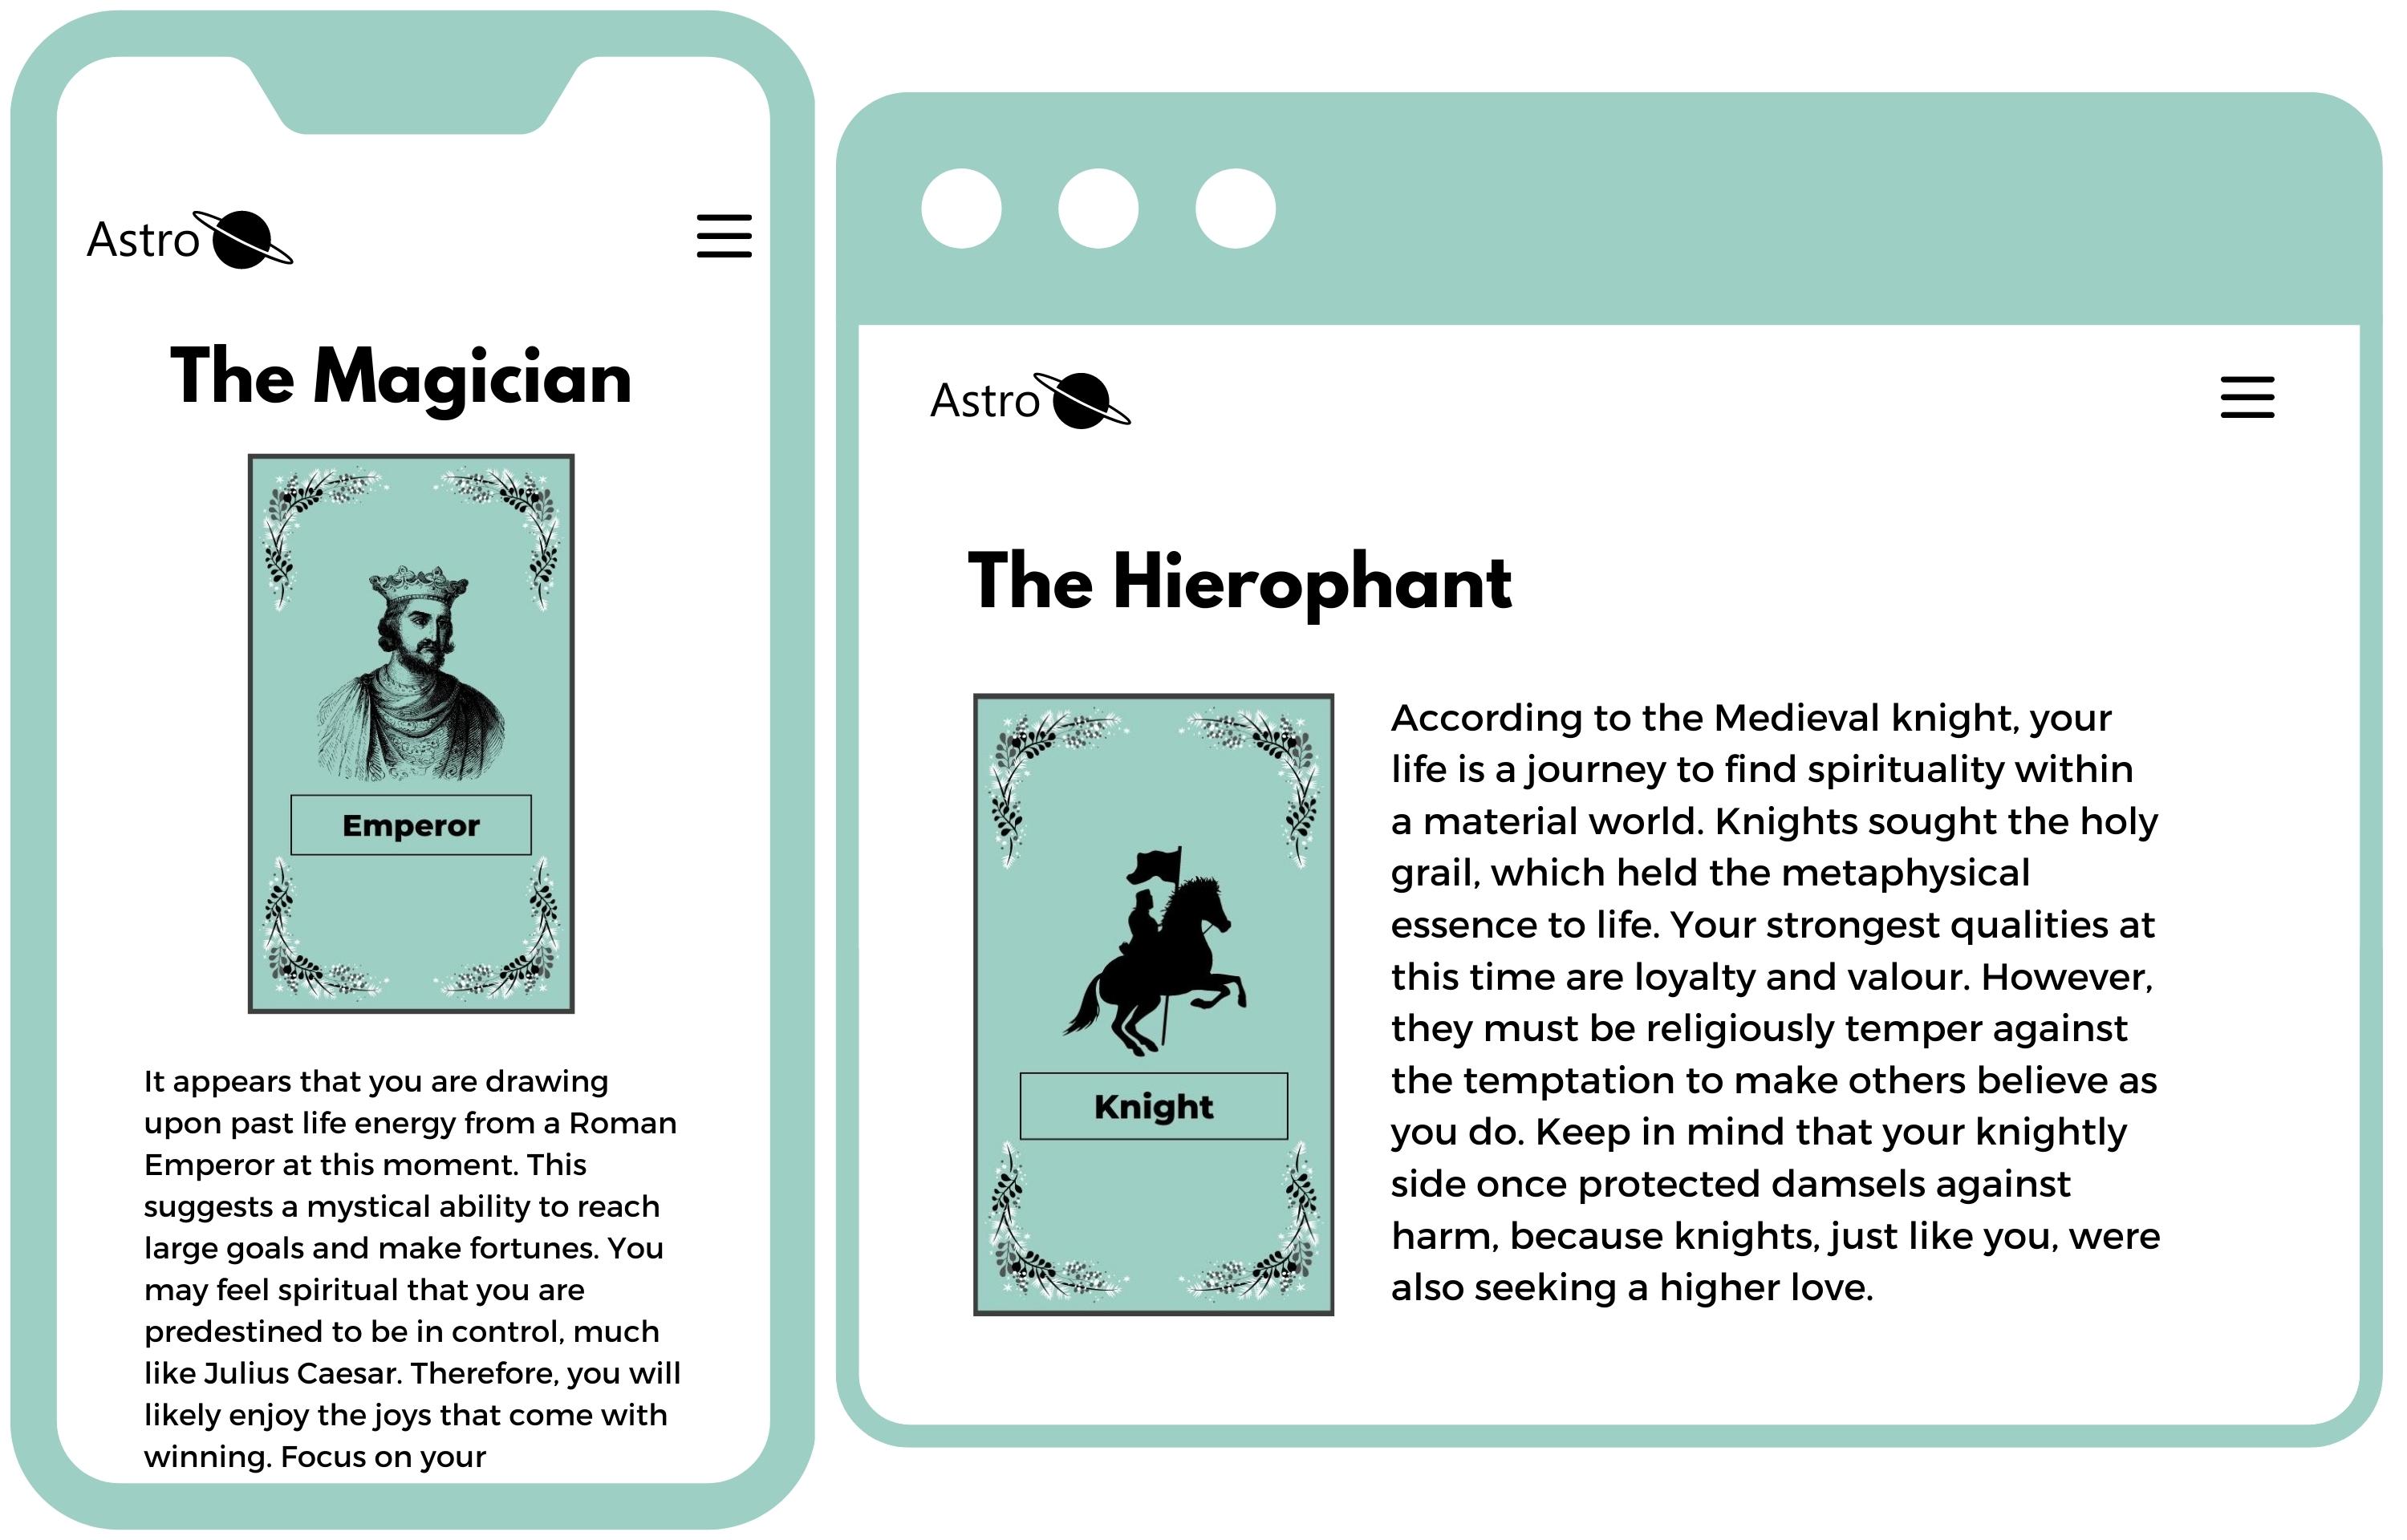 Astro
The Magician
Emperor
It appears that you are drawing
upon past life energy from a Roman
Emperor at this moment. This
suggests a mystical ability to reach
large goals and make fortunes. You
may feel spiritual that you are
predestined to be in control, much
like Julius Caesar. Therefore, you will
likely enjoy the joys that come with
winning. Focus on your
Astro
The Hierophant
Knight
According to the Medieval knight, your
life is a journey to find spirituality within
a material world. Knights sought the holy
grail, which held the metaphysical
essence to life. Your strongest qualities at
this time are loyalty and valour. However,
they must be religiously temper against
the temptation to make others believe as
you do. Keep in mind that your knightly
side once protected damsels against
harm, because knights, just like you, were
also seeking a higher love.